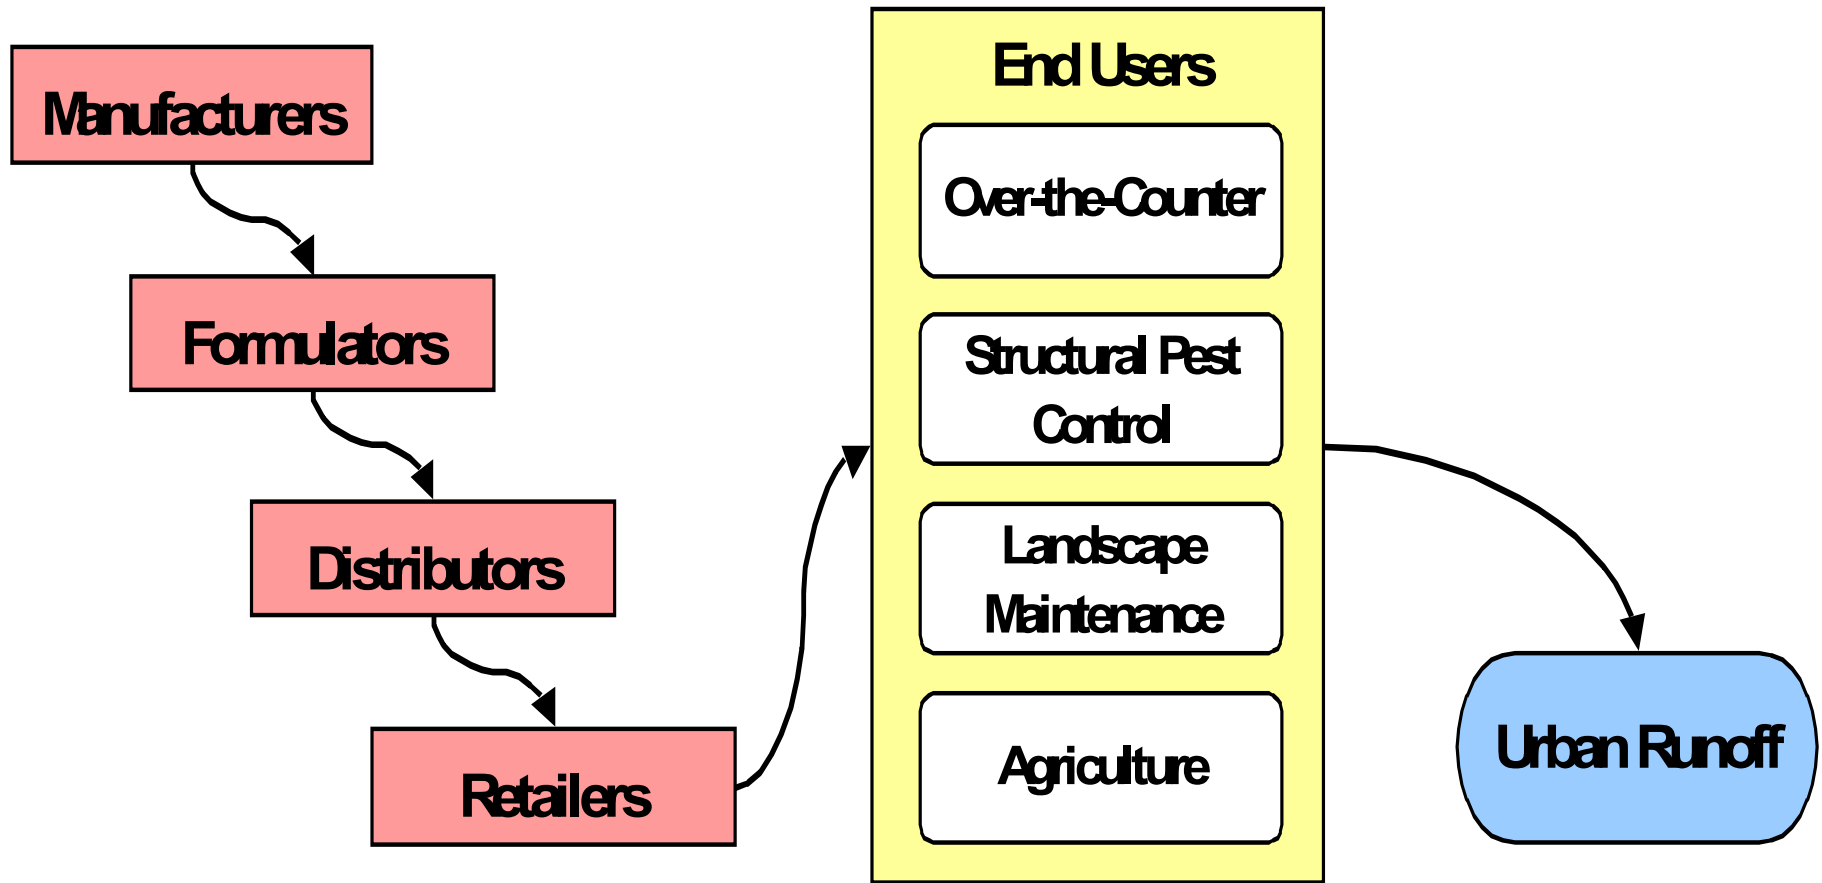 Manufacturers
Formulators
Distributors
Retailers
End Users
Over-the-Counter
Structural Pest
Control
Landscape
Maintenance
Agriculture
Urban Runoff